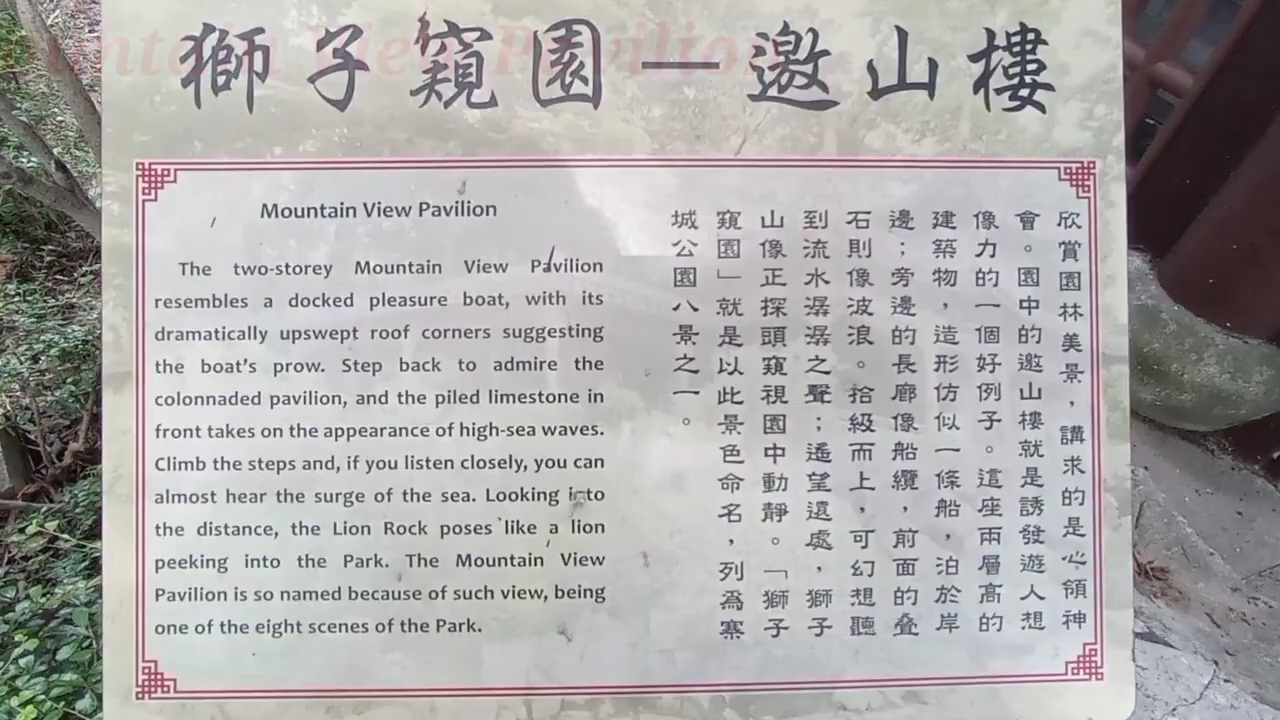 Mountain View Pavilion
獅子窺園一邀山樓
Mountain View Pavilion
The two-storey Mountain View Pavilion
resembles a docked pleasure boat, with its
dramatically upswept roof corners suggesting
the boat's prow. Step back to admire the
colonnaded pavilion, and the piled limestone in
front takes on the appearance of high-sea waves.
Climb the steps and, if you listen closely, you can
almost hear the surge of the sea. Looking into
the distance, the Lion Rock poses like a lion
peeking into the Park. The Mountain View
Pavilion is so named because of such view, being
one of the eight scenes of the Park.
欣賞園林美景，講求的是心領神
會。園中的邀山樓就是誘發遊人想
像力的一個好例子。這座兩層高的
建築物，造形仿似一條船，泊於岸
邊；旁邊的長廊像船纜，前面的叠
石則像波浪。拾級而上，可幻想聽
到流水潺潺之聲；遙望遠處，獅子
山像正探頭窺視園中動靜。「獅子
窺園」就是以此景色命名，列為寨
城公園八景之一。